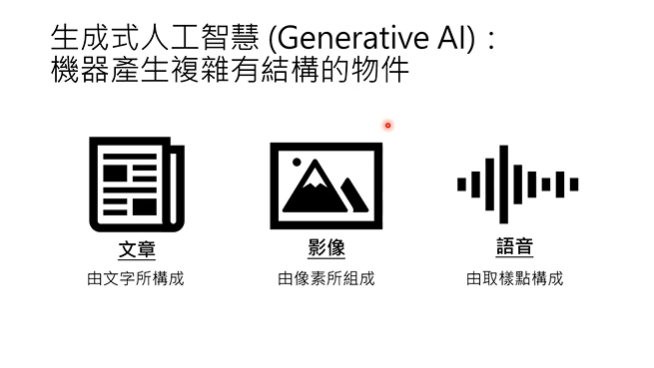 生成式人工智慧 (Generative AI)：
機器產生複雜有結構的物件
文章
影像
語音
由文字所構成
由像素所組成
由取樣點構成